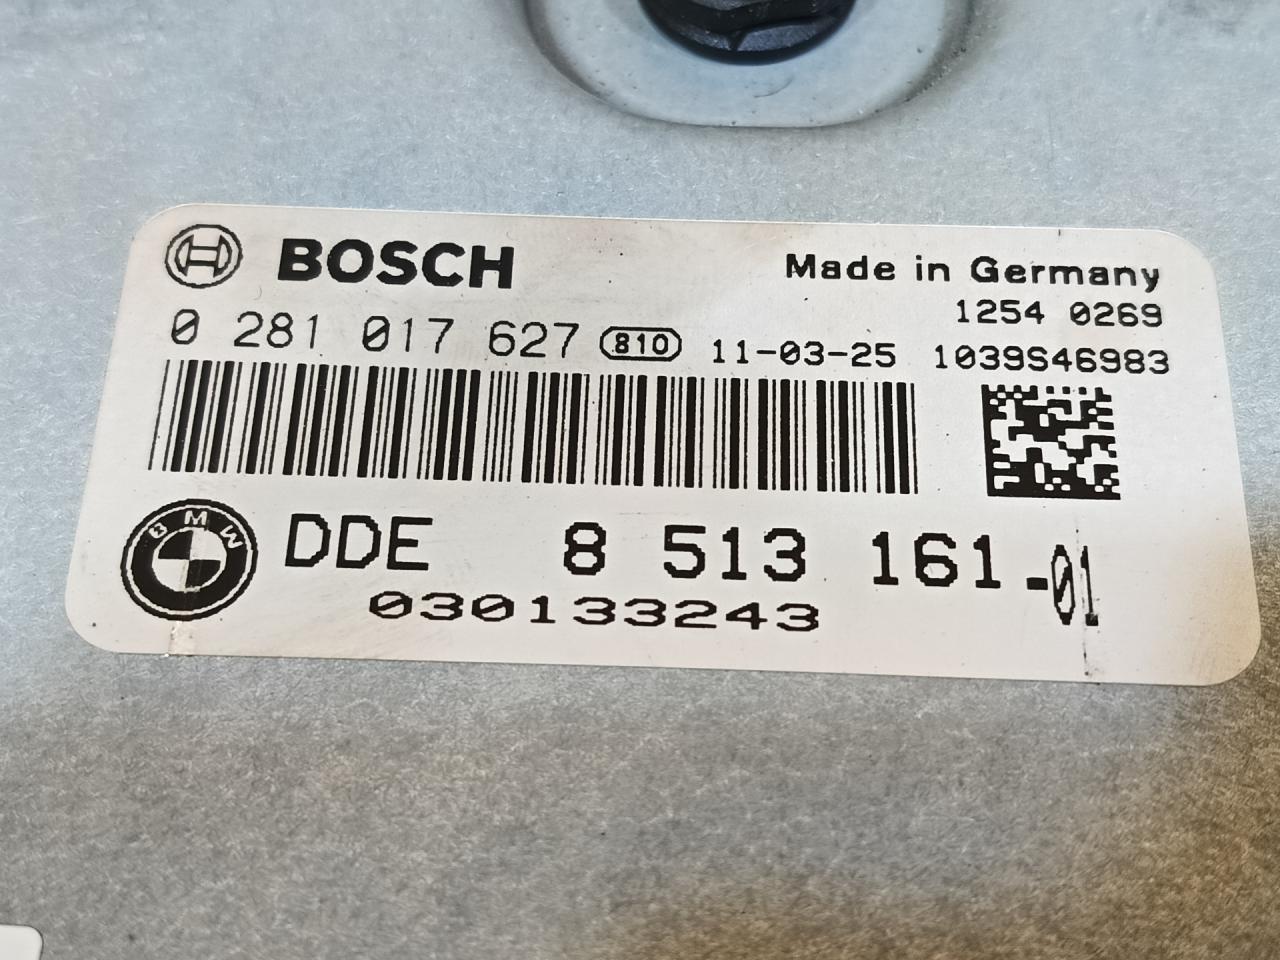 BOSCH
Made in Germany
1254 0269
0 281 017 627 810 11-03-25 1039S46983
BMW DDE 8 513 161-01
030133243